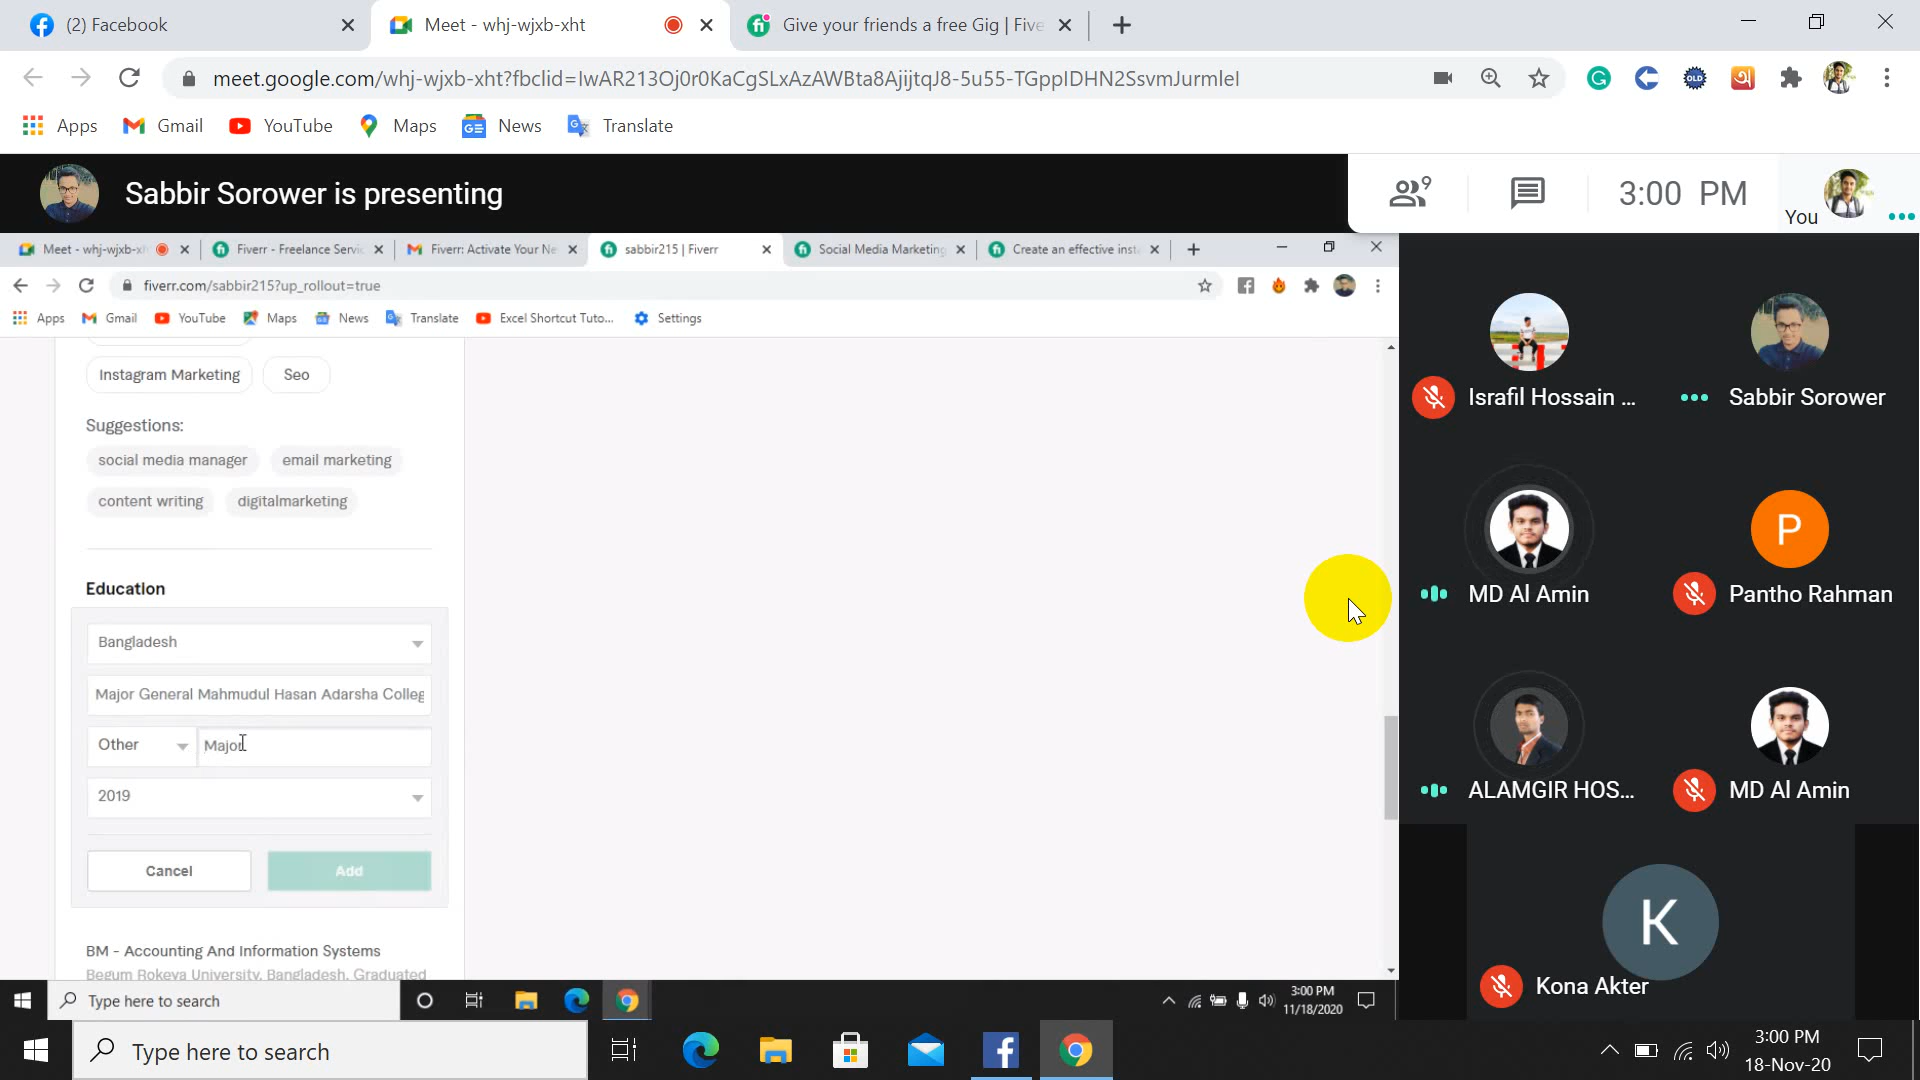 (2) Facebook
Meet - whj-wjxb-xht
Give your friends a free Gig | Five
meet.google.com/whj-wjxb-xht?fbclid=IwAR213Oj0r0KaCgSLxAzAWBta8AjijtqJ8-5u55-TGppIDHN2SsvmJurmleI
OLD
অ
Apps
Gmail
YouTube
Maps
News
Translate
Sabbir Sorower is presenting
9
3:00 PM
You
Meet - whj-wjxb-xh
Fiverr - Freelance Servic
Fiverr: Activate Your Ne
sabbir215 | Fiverr
Social Media Marketing
Create an effective inst
fiverr.com/sabbir215?up_rollout=true
Apps
Gmail
YouTube
Maps
News
Translate
Excel Shortcut Tuto...
Settings
Instagram Marketing
Seo
Suggestions:
social media manager
email marketing
content writing
digitalmarketing
Education
Bangladesh
Major General Mahmudul Hasan Adarsha Colleg
Other
Major
2019
Cancel
Add
BM - Accounting And Information Systems
Begum Rokeya University, Bangladesh, Graduated
Israfil Hossain ...
Sabbir Sorower
MD Al Amin
P
Pantho Rahman
ALAMGIR HOS...
MD Al Amin
K
Kona Akter
Type here to search
3:00 PM
11/18/2020
Type here to search
3:00 PM
18-Nov-20